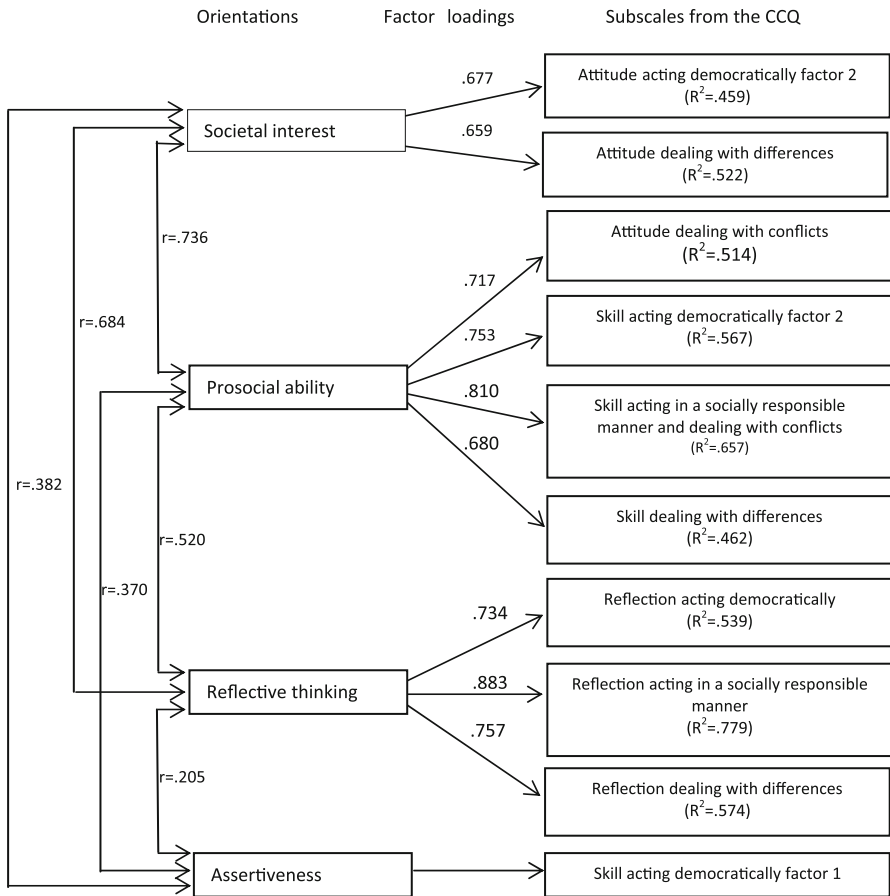 Orientations Factor loadings Subscales from the CCQ
Societal interest
.677
Attitude acting democratically factor 2
(R²=.459)
.659
Attitude dealing with differences
(R²=.522)
r=.736
r=.684
Attitude dealing with conflicts
(R²=.514)
.717
Skill acting democratically factor 2
(R²=.567)
.753
Prosocial ability
.810
Skill acting in a socially responsible
manner and dealing with conflicts
(R²=.657)
.680
r=.382
Skill dealing with differences
(R²=.462)
r=.520
r=.370
Reflection acting democratically
(R²=.539)
.734
Reflective thinking
.883
Reflection acting in a socially responsible
manner
(R²=.779)
.757
r=.205
Reflection dealing with differences
(R²=.574)
Assertiveness
Skill acting democratically factor 1